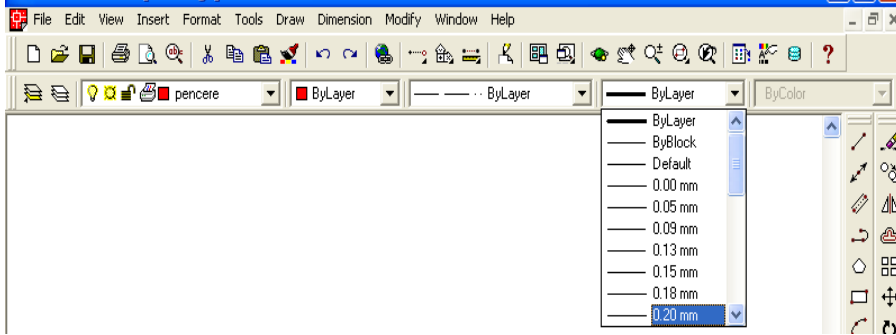 File Edit View Insert Format Tools Draw Dimension Modify Window Help
pencere ByLayer ByLayer ByLayer ByColor
ByLayer
ByBlock
Default
0.00 mm
0.05 mm
0.09 mm
0.13 mm
0.15 mm
0.18 mm
0.20 mm